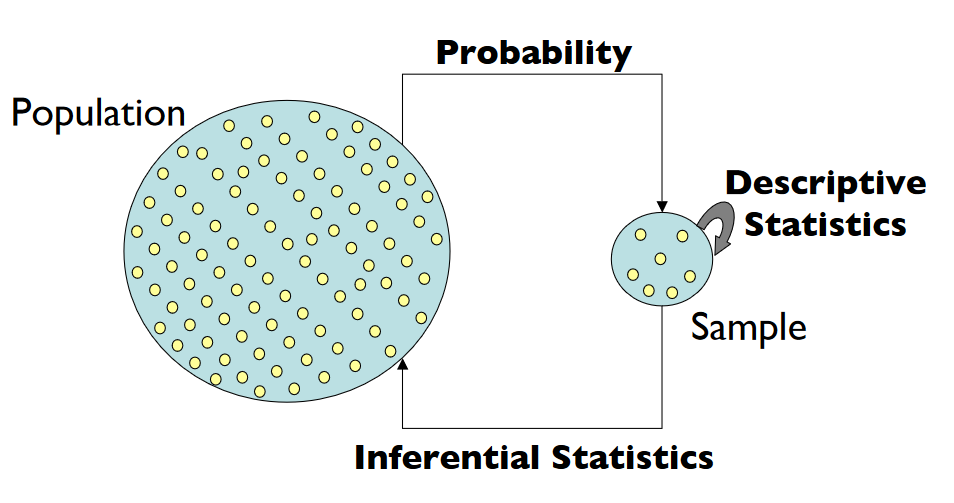 Probability
Population
Descriptive
Statistics
Sample
Inferential Statistics